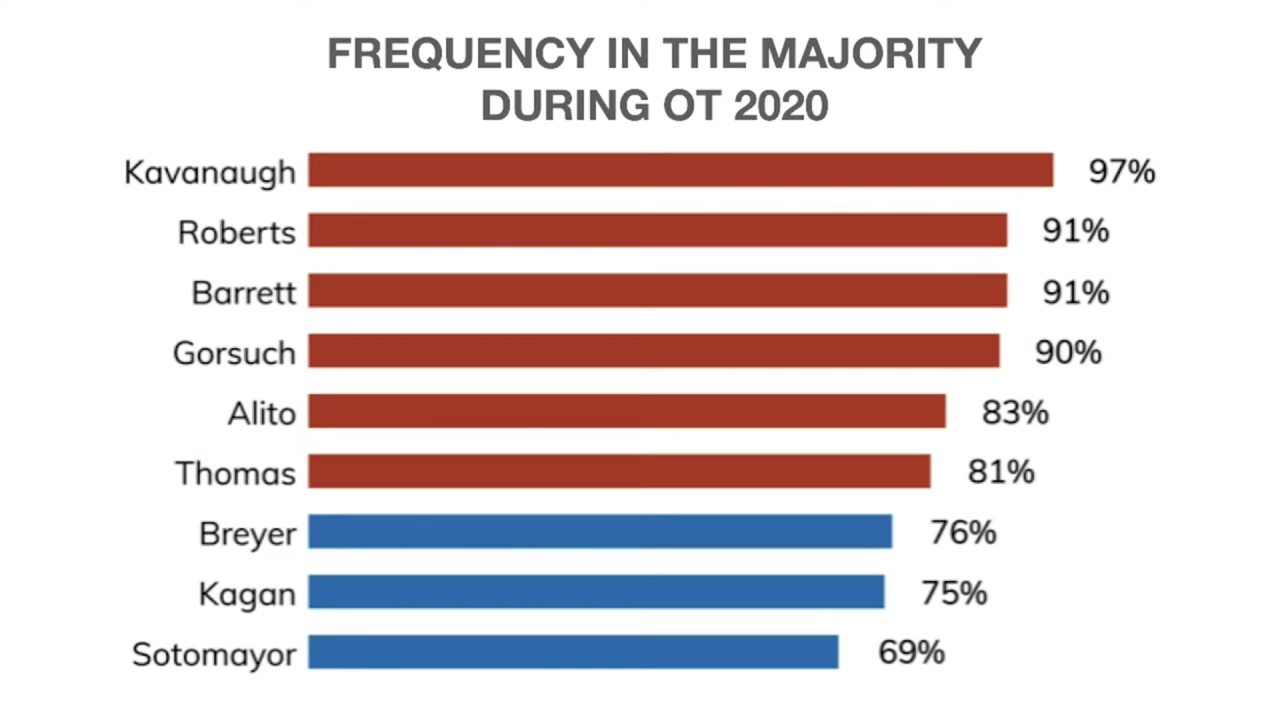 FREQUENCY IN THE MAJORITY
DURING OT 2020
Kavanaugh 97%
Roberts 91%
Barrett 91%
Gorsuch 90%
Alito 83%
Thomas 81%
Breyer 76%
Kagan 75%
Sotomayor 69%